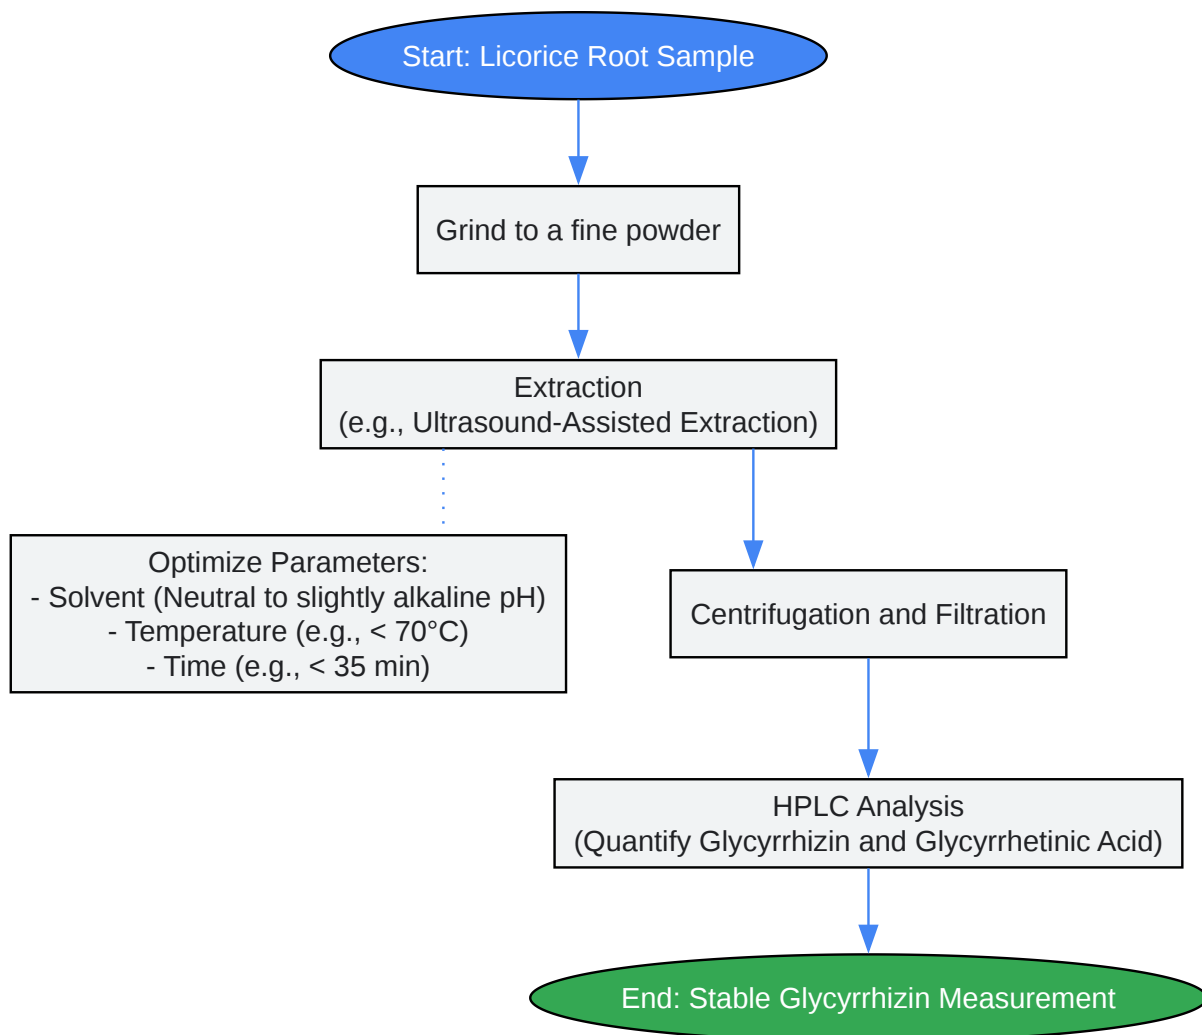 Start: Licorice Root Sample
Grind to a fine powder
Extraction
(e.g., Ultrasound-Assisted Extraction)
Optimize Parameters:
- Solvent (Neutral to slightly alkaline pH)
- Temperature (e.g., < 70°C)
- Time (e.g., < 35 min)
Centrifugation and Filtration
HPLC Analysis
(Quantify Glycyrrhizin and Glycyrrhetinic Acid)
End: Stable Glycyrrhizin Measurement